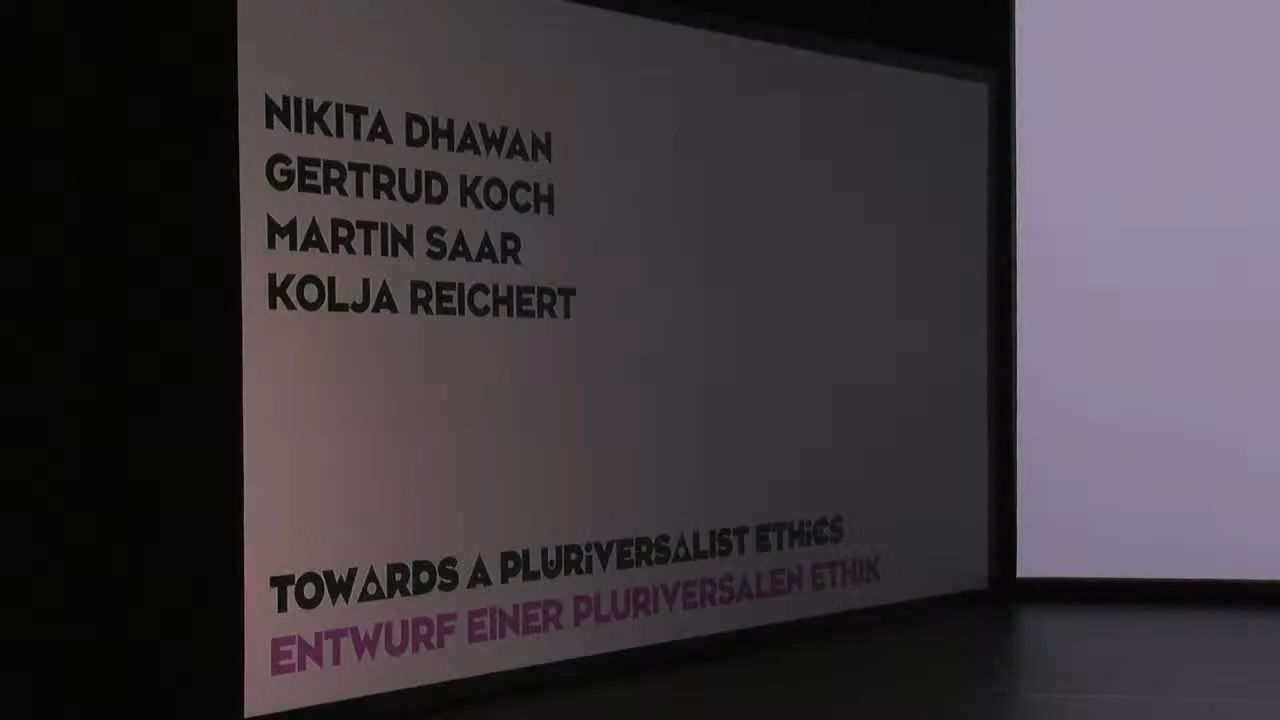 NIKITA DHAWAN
GERTRUD KOCH
MARTIN SAAR
KOLJA REICHERT
TOWARDS A PLURiVERSALIST ETHiCS
ENTWURF EINER PLURIVERSALEN ETHIK